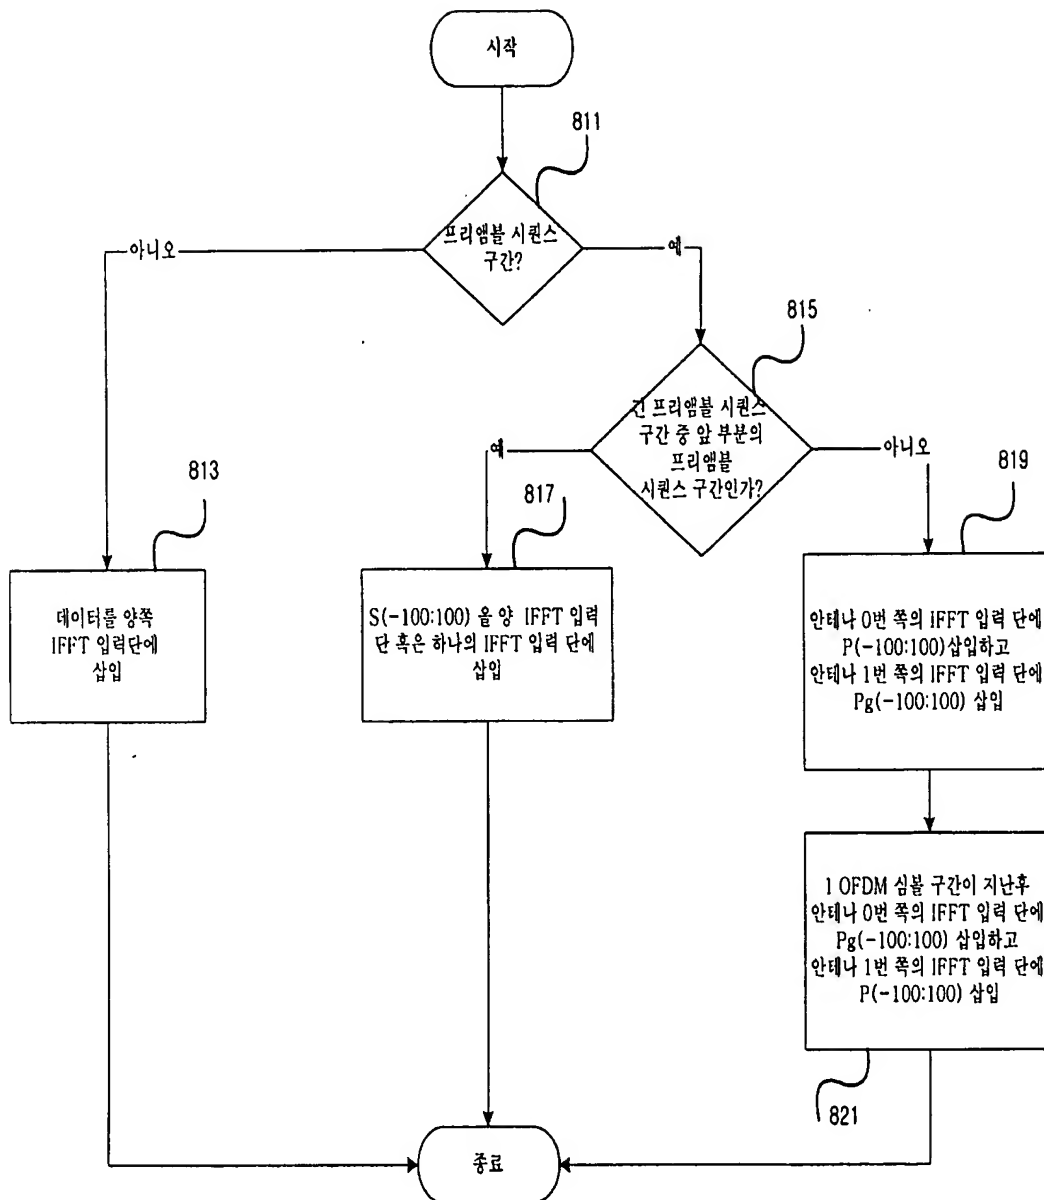 시작
811
프리앰블 시퀀스
구간?
아니오
예
815
긴 프리앰블 시퀀스
구간 중 앞 부분의
프리앰블
시퀀스 구간인가?
예
아니오
813
817
819
데이터를 양쪽
IFFT 입력단에
삽입
S(-100:100) 을 양 IFFT 입력
단 혹은 하나의 IFFT 입력 단에
삽입
안테나 0번 쪽의 IFFT 입력 단에
P(-100:100)삽입하고
안테나 1번 쪽의 IFFT 입력 단에
Pg(-100:100) 삽입
1 OFDM 심볼 구간이 지난후
안테나 0번 쪽의 IFFT 입력 단에
Pg(-100:100) 삽입하고
안테나 1번 쪽의 IFFT 입력 단에
P(-100:100) 삽입
821
종료